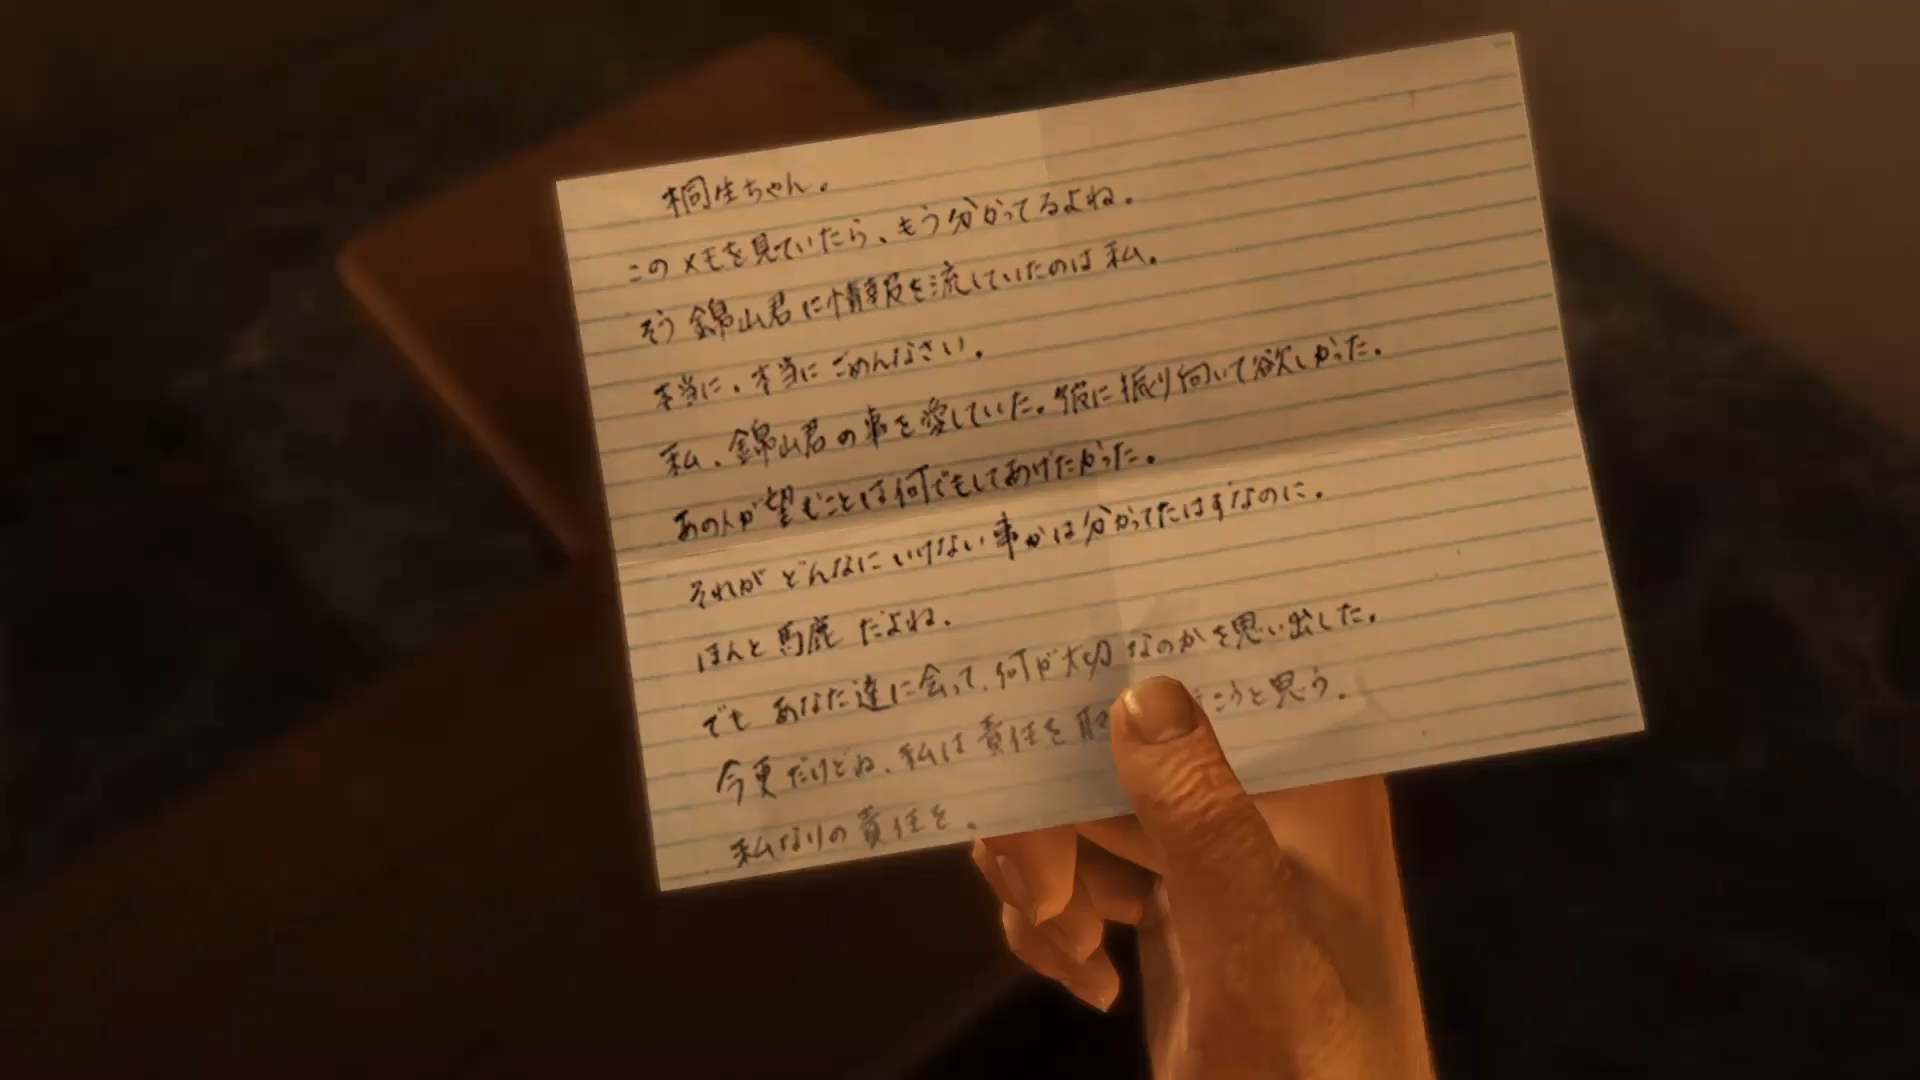 桐生ちゃん。
このメモを見ていたら、もう分かってるよね。
そう 錦山君に情報を流していたのは 私。
本当に、本当に ごめんなさい。
私、錦山君の事を愛していた。彼に振り向いて欲しかった。
あの人が望むことは何でもしてあげたかった。
それが どんなに いけない事かは分かってたはずなのに。
ほんと 馬鹿 だよね。
でも あなた達に会って、何が大切なのかを思い出した。
今更だけどね、私は責任を取 こうと思う。
私なりの責任を。